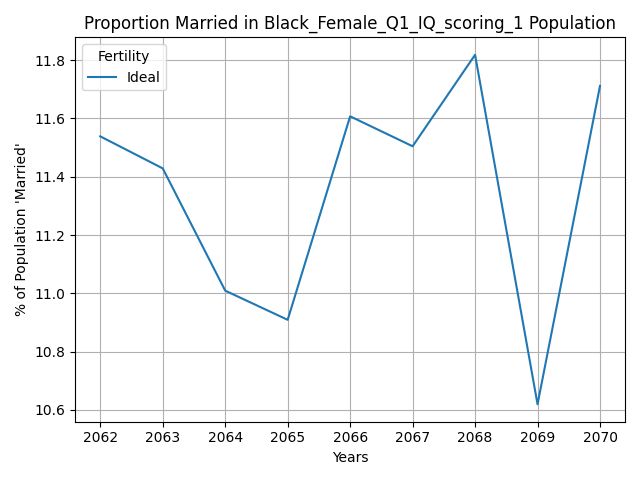 Proportion Married in Black_Female_Q1_IQ_scoring_1 Population
Fertility
Ideal
% of Population 'Married'
11.8
11.6
11.4
11.2
11.0
10.8
10.6
2062 2063 2064 2065 2066 2067 2068 2069 2070
Years